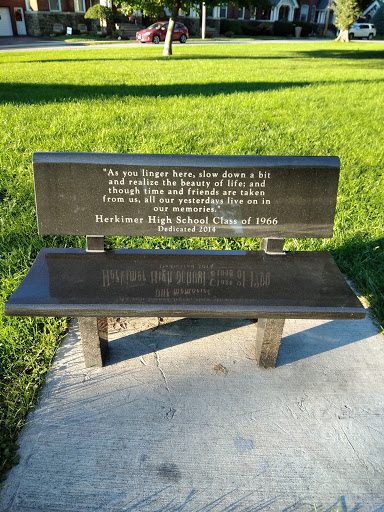 "As you linger here, slow down a bit
and realize the beauty of life; and
though time and friends are taken
from us, all our yesterdays live on in
our memories."
Herkimer High School Class of 1966
Dedicated 2014